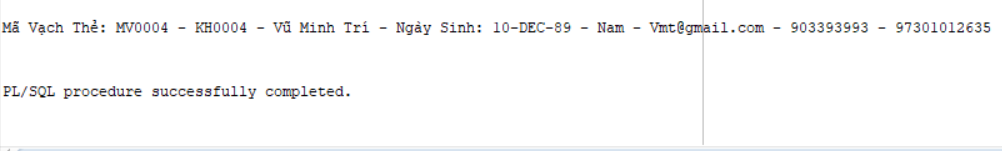 Mã Vạch Thẻ: MV0004 - KH0004 - Vũ Minh Trí - Ngày Sinh: 10-DEC-89 - Nam - Vmt@gmail.com - 903393993 - 97301012635
PL/SQL procedure successfully completed.